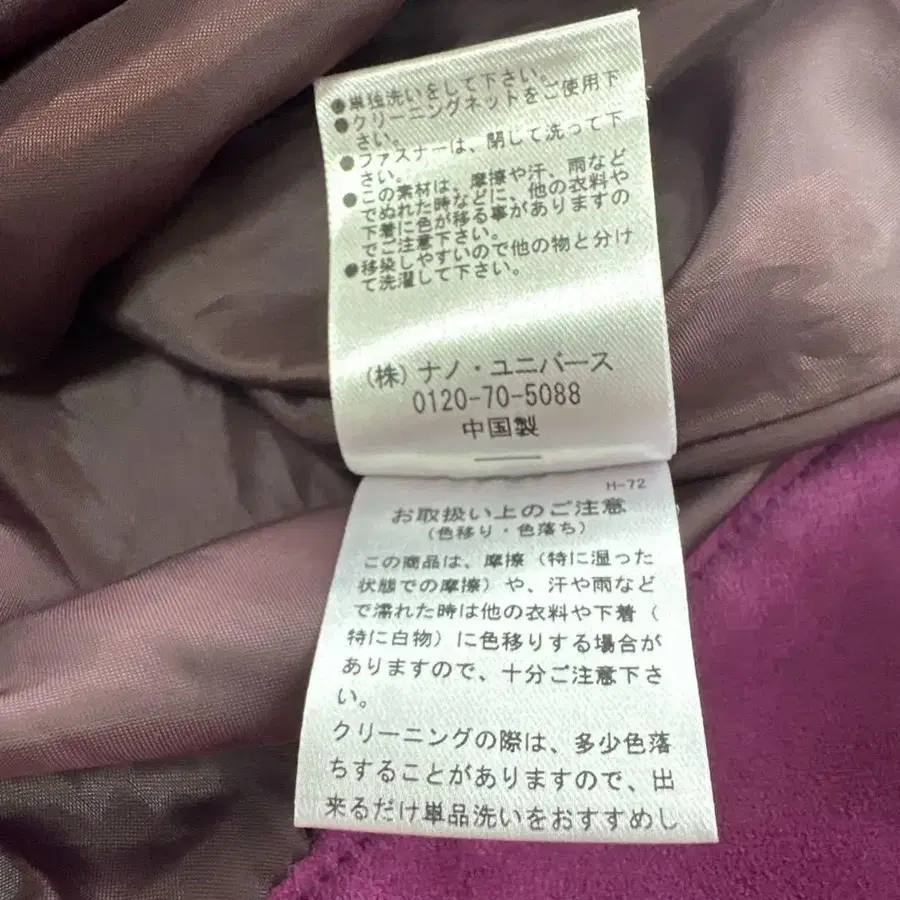 ●単独洗いをして下さい。
●クリーニングネットをご使用下
さい。
●ファスナーは、閉じて洗って下
さい。
●この素材は、摩擦や汗、雨など
でぬれた時などに、他の衣料や
下着に色が移る事がありますの
でご注意下さい。
●移染しやすいので他の物と分け
て洗濯して下さい。
(株)ナノ・ユニバース
0120-70-5088
中国製
H-72
お取扱い上のご注意
(色移り・色落ち)
この商品は、摩擦(特に湿った
状態での摩擦)や、汗や雨など
で濡れた時は他の衣料や下着(
特に白物)に色移りする場合が
ありますので、十分ご注意下さ
い。
クリーニングの際は、多少色落
ちすることがありますので、出
来るだけ単品洗いをおすすめし